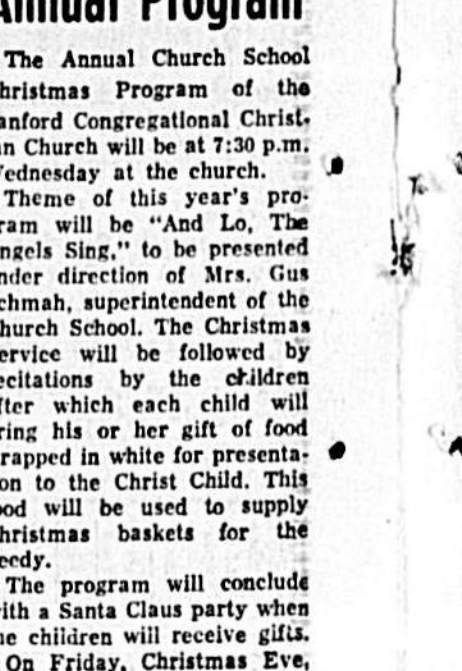 Annual Program
The Annual Church School
hristmas Program of the
anford Congregational Christ-
an Church will be at 7:30 p.m.
ednesday at the church.
Theme of this year's pro-
ram will be "And Lo, The
ngels Sing," to be presented
nder direction of Mrs. Gus
chmah, superintendent of the
hurch School. The Christmas
ervice will be followed by
ecitations by the children
fter which each child will
ring his or her gift of food
rapped in white for presenta-
on to the Christ Child. This
ood will be used to supply
hristmas baskets for the
eedy.
The program will conclude
ith a Santa Claus party when
he children will receive gifts.
On Friday, Christmas Eve,